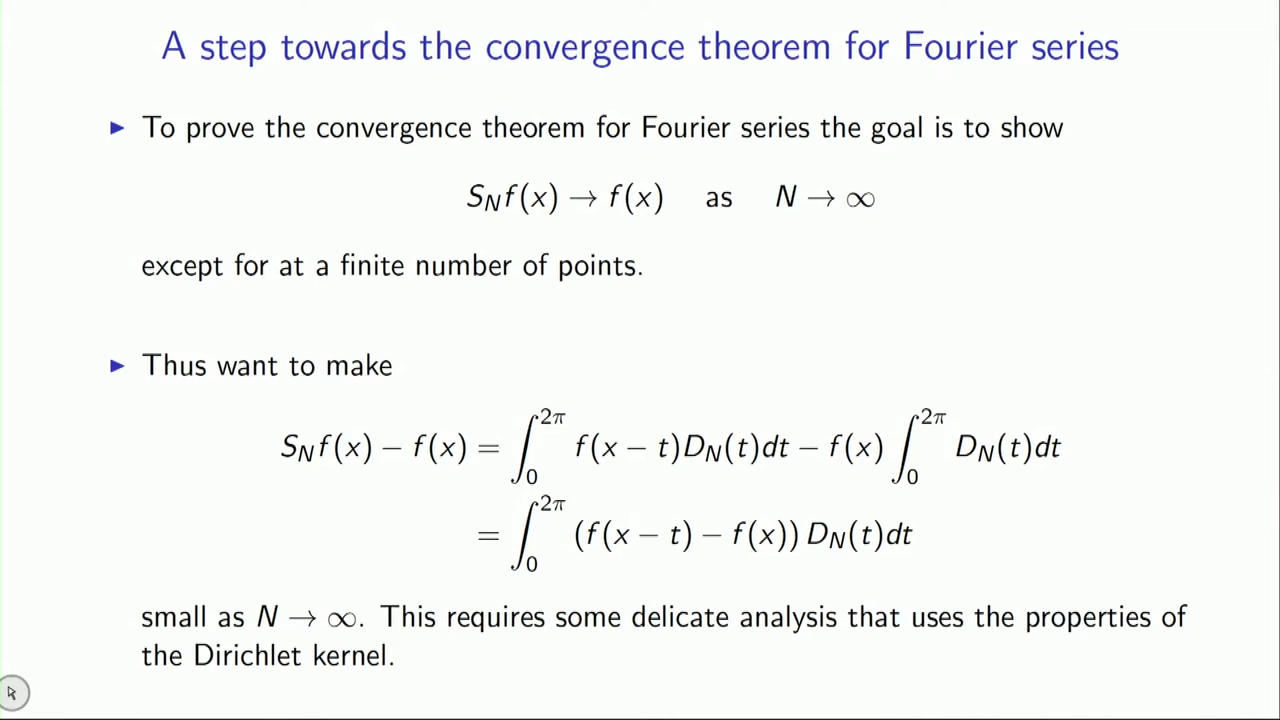 A step towards the convergence theorem for Fourier series
▶ To prove the convergence theorem for Fourier series the goal is to show
S_N f(x) → f(x) as N → ∞
except for at a finite number of points.
▶ Thus want to make
S_N f(x) − f(x) = ∫_0^{2π} f(x − t)D_N(t)dt − f(x) ∫_0^{2π} D_N(t)dt
= ∫_0^{2π} (f(x − t) − f(x)) D_N(t)dt
small as N → ∞. This requires some delicate analysis that uses the properties of
the Dirichlet kernel.